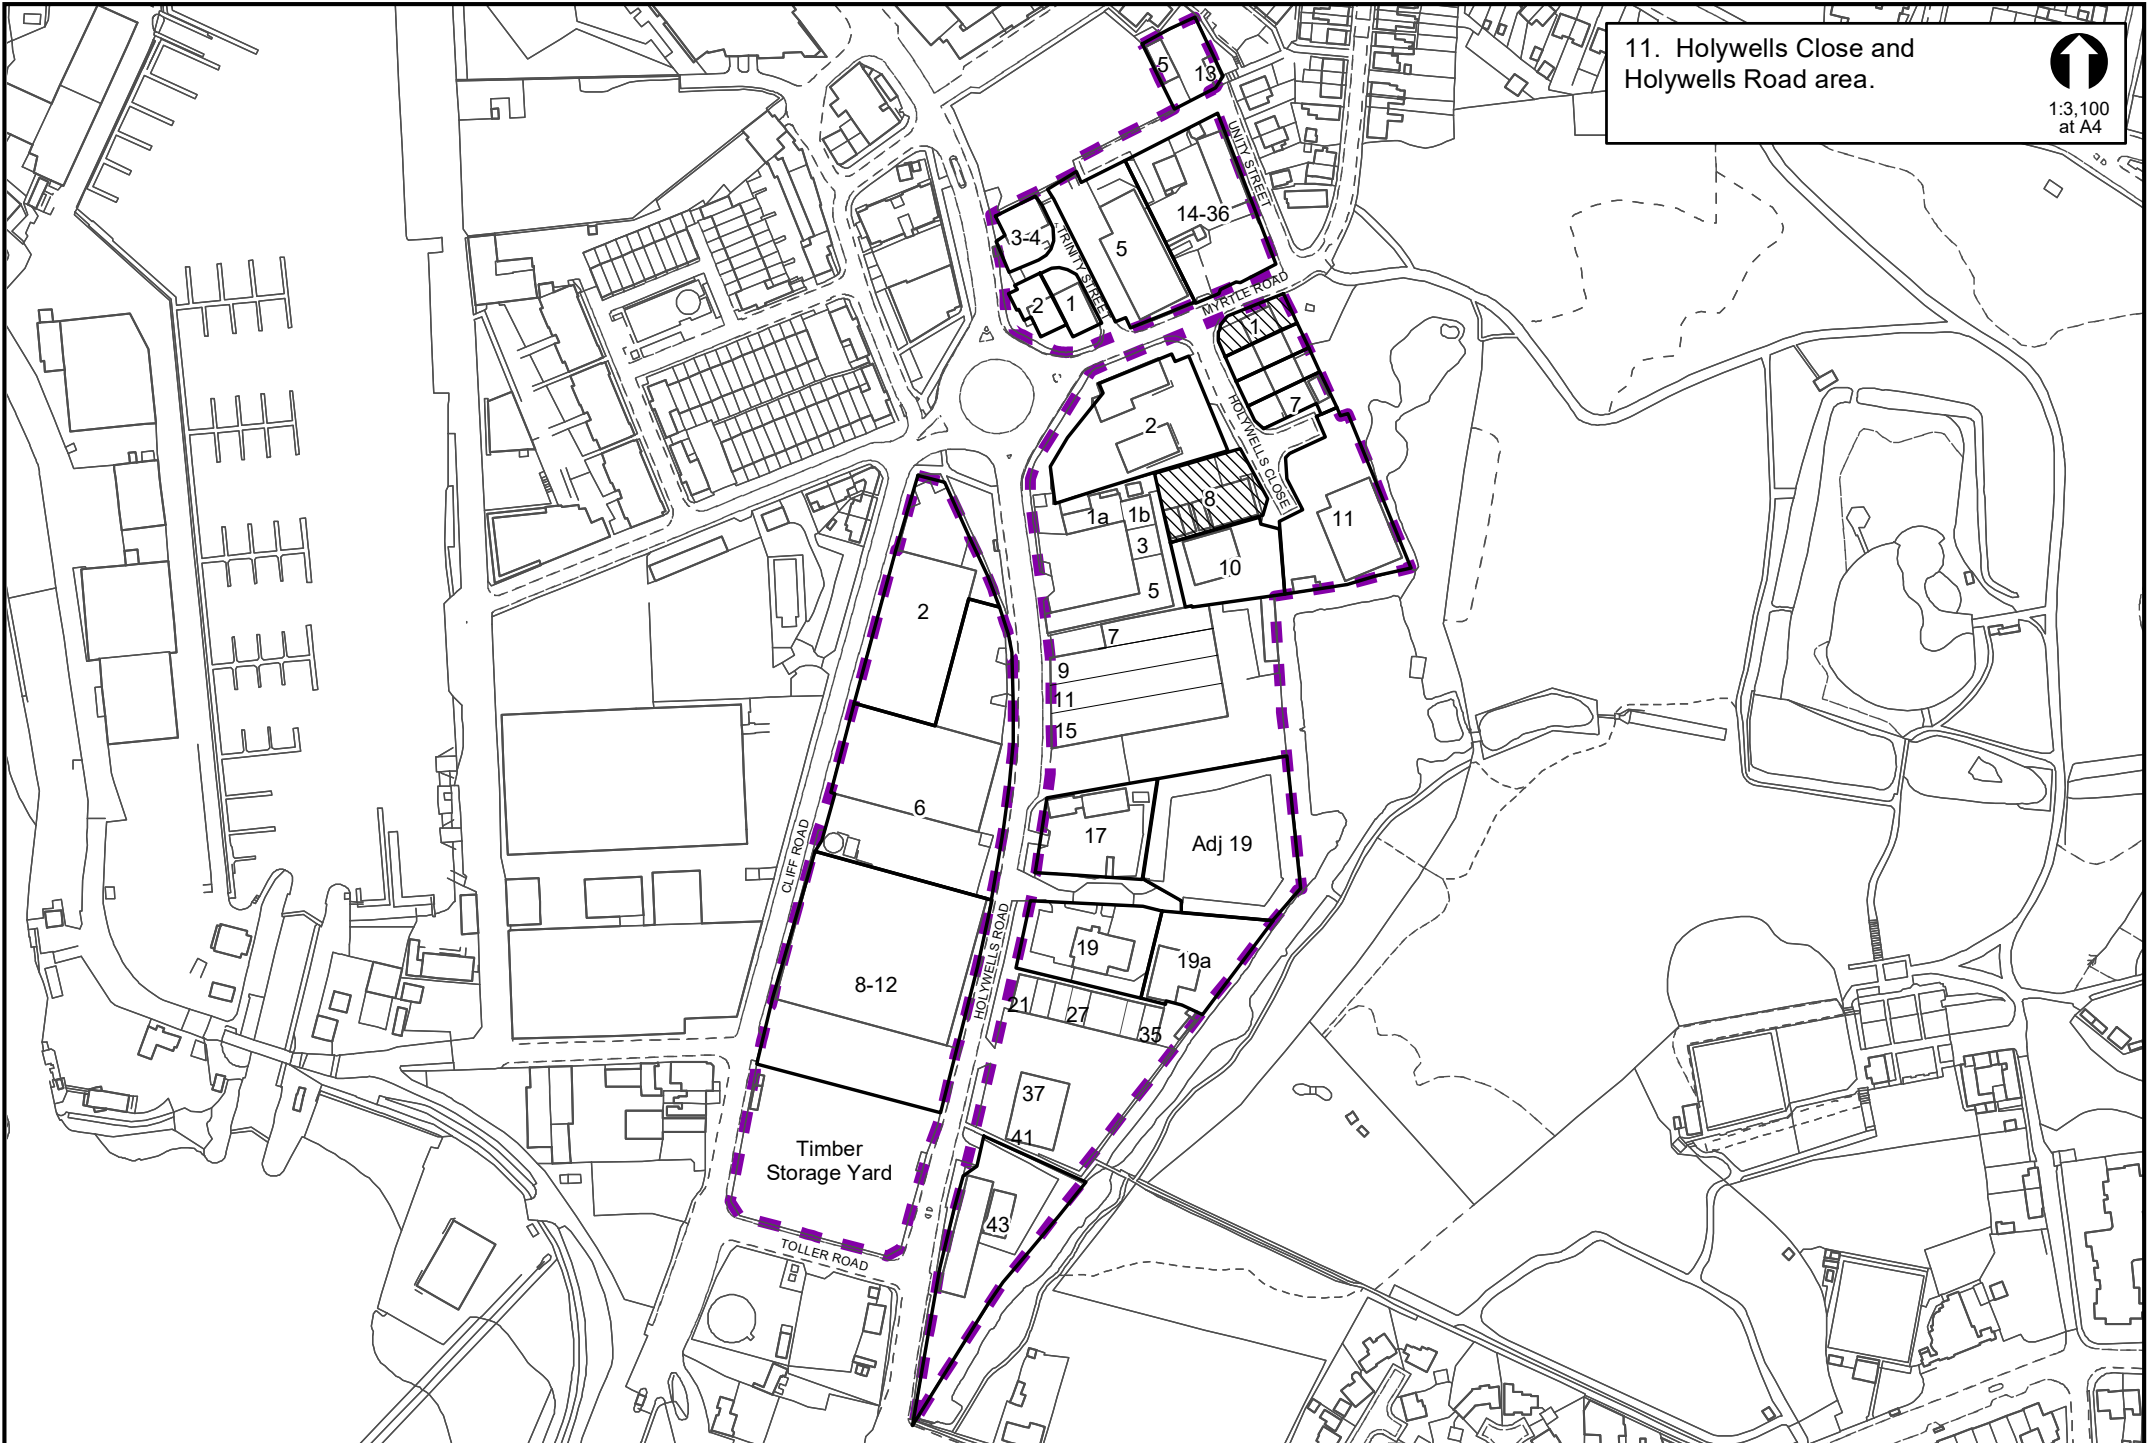 11. Holywells Close and
Holywells Road area.
1:3,100
at A4
5
13
UNITY STREET
14-36
3-4
TRINITY STREET
5
2
1
MYRTLE ROAD
1
7
HOLYWELLS CLOSE
2
8
11
1a
1b
3
10
5
2
7
9
11
15
6
17
Adj 19
CLIFF ROAD
HOLYWELLS ROAD
19
19a
8-12
21
27
35
37
41
Timber
Storage Yard
43
TOLLER ROAD